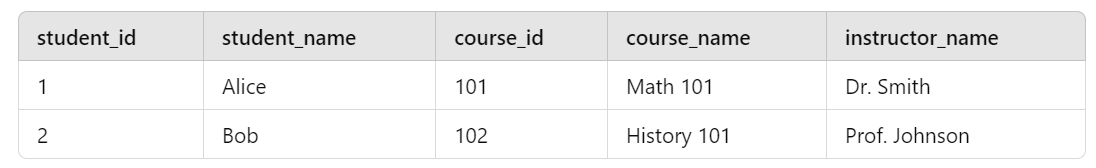 student_id student_name course_id course_name instructor_name
1 Alice 101 Math 101 Dr. Smith
2 Bob 102 History 101 Prof. Johnson